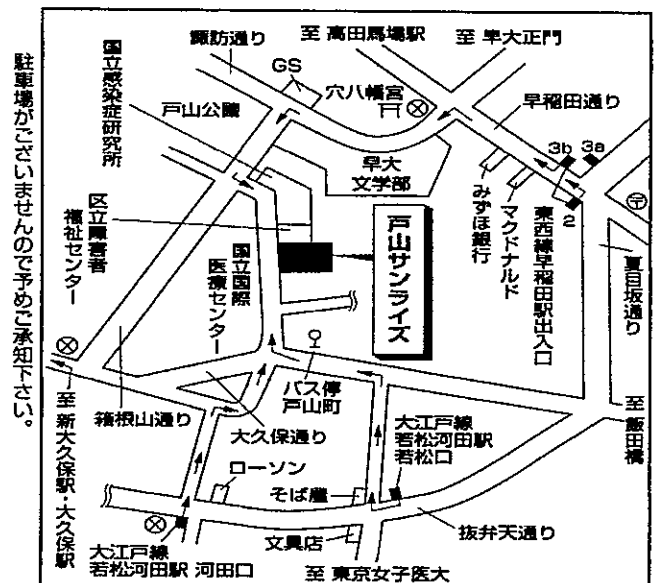 駐車場がございませんので予めご承知下さい。
国立感染症研究所
諏訪通り
至 高田馬場駅
至 早大正門
GS
穴八幡宮
早稲田通り
戸山公園
3b
3a
早大
文学部
みずほ銀行
マクドナルド
2
東西線早稲田駅出入口
夏目坂通り
区立障害者
福祉センター
国立国際
医療センター
戸山サンライズ
バス停
戸山町
至 新大久保駅・大久保駅
箱根山通り
大久保通り
大江戸線
若松河田駅
若松口
至 飯田橋
ローソン
そば屋
大江戸線
若松河田駅 河田口
文具店
抜弁天通り
至 東京女子医大